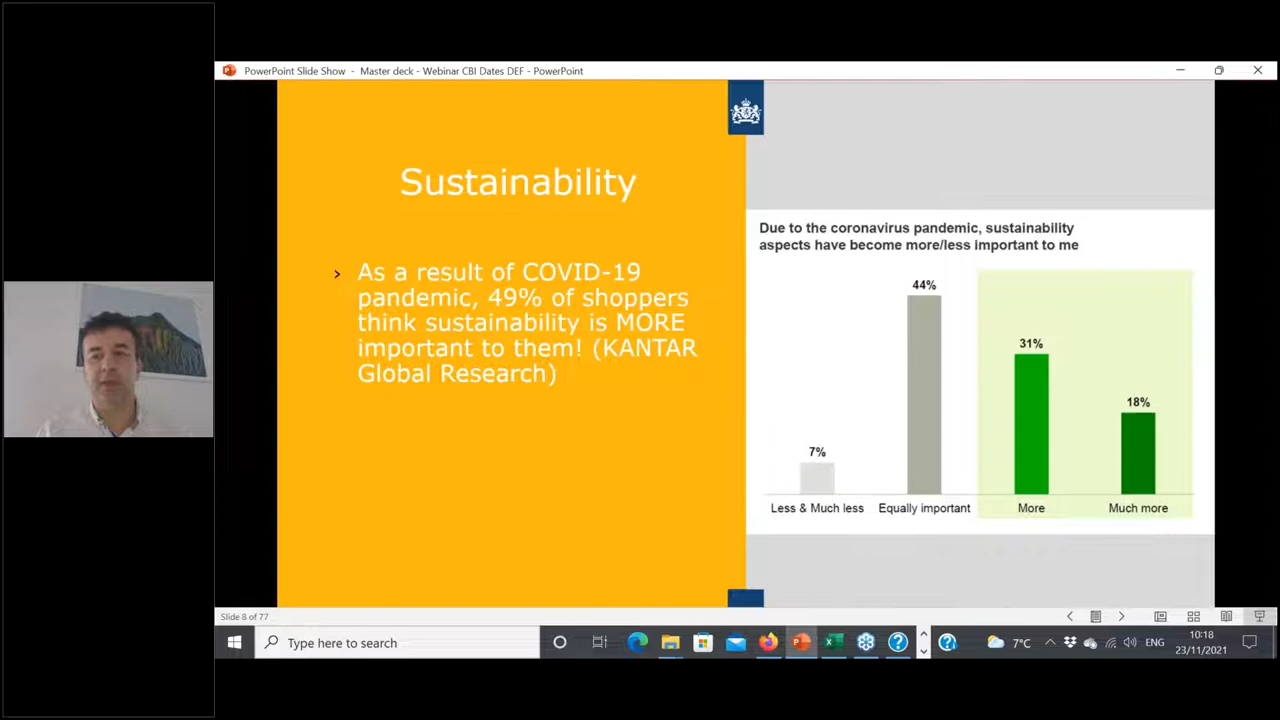 PowerPoint Slide Show - Master deck - Webinar CBI Dates DEF - PowerPoint
Sustainability
› As a result of COVID-19
pandemic, 49% of shoppers
think sustainability is MORE
important to them! (KANTAR
Global Research)
Due to the coronavirus pandemic, sustainability
aspects have become more/less important to me
7%
44%
31%
18%
Less & Much less
Equally important
More
Much more
Slide 8 of 77
Type here to search
7°C
ENG
10:18
23/11/2021